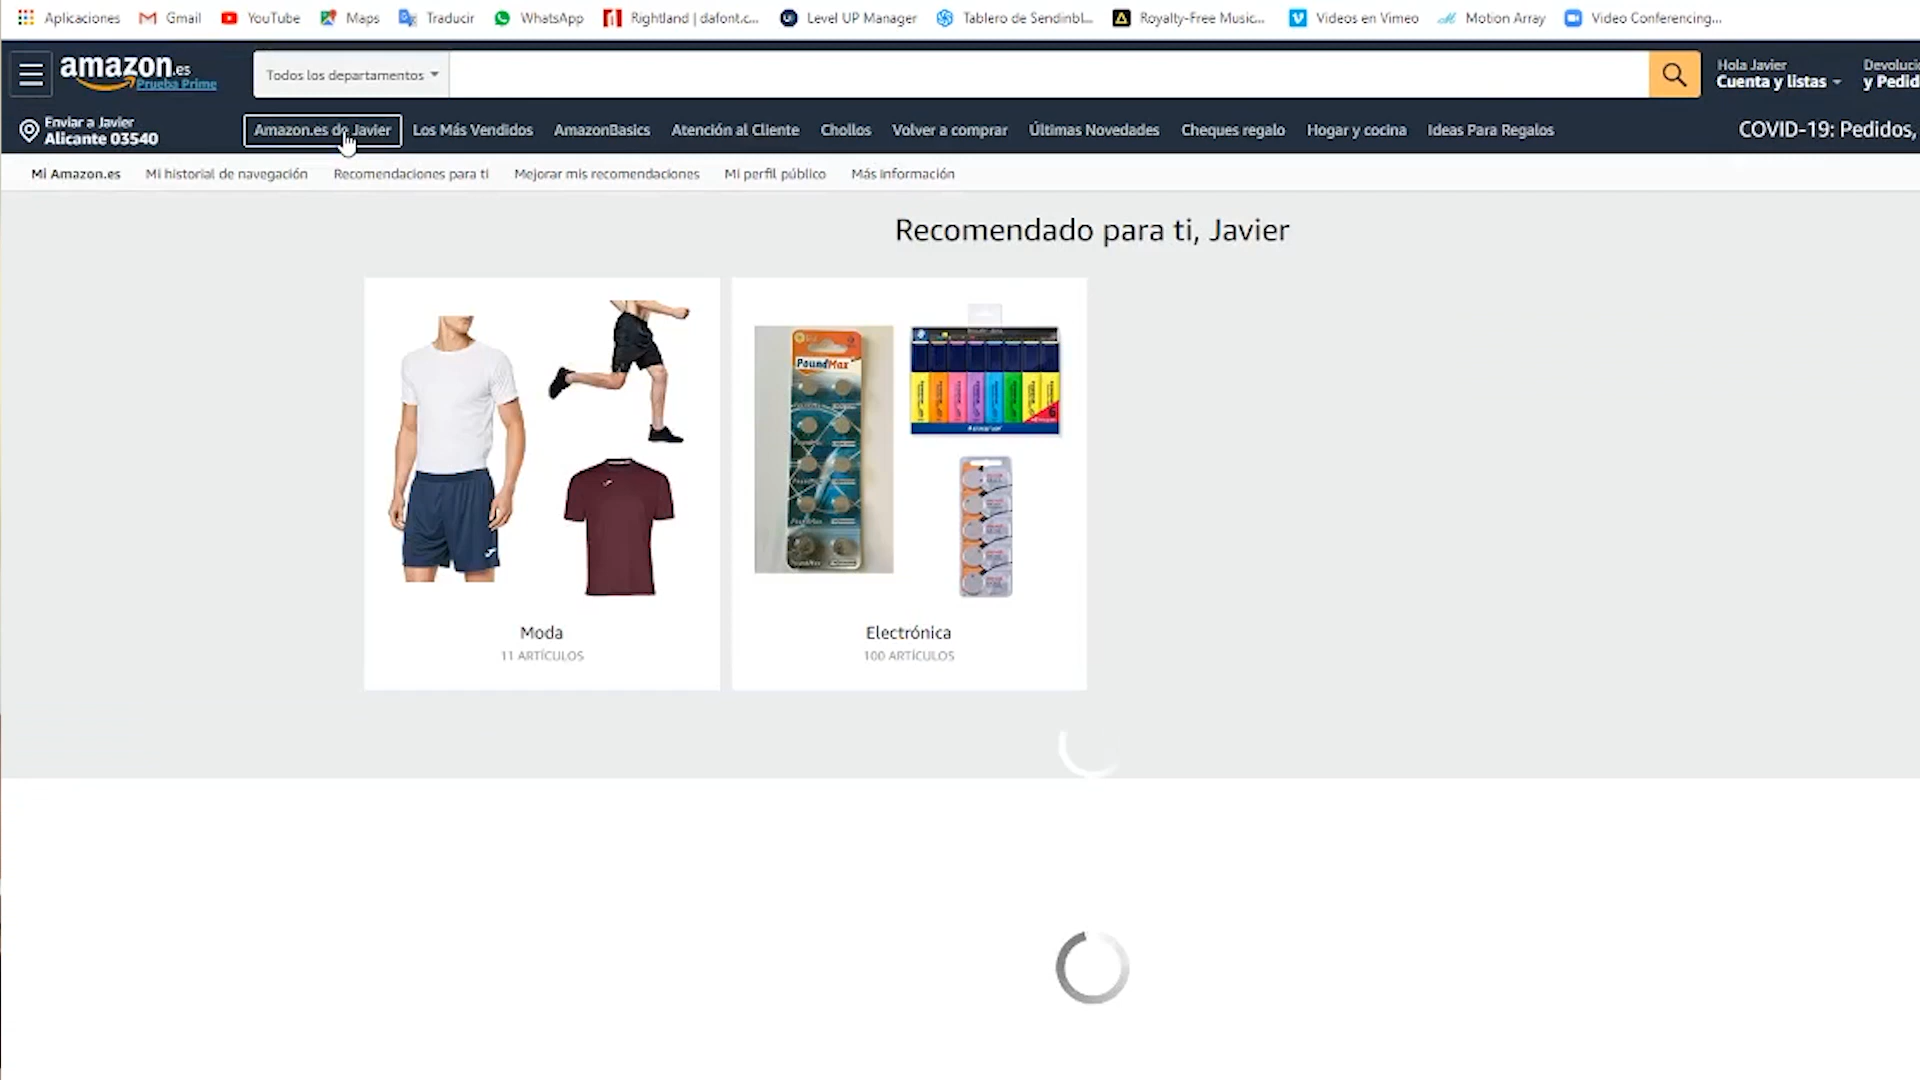 Aplicaciones Gmail YouTube Maps Traducir WhatsApp Rightland | dafont.c... Level UP Manager Tablero de Sendinbl... Royalty-Free Music... Videos en Vimeo Motion Array Video Conferencing...
amazon.es
Prueba Prime
Todos los departamentos
Hola Javier
Cuenta y listas
Devolucio
y Pedid
Enviar a Javier
Alicante 03540
Amazon.es de Javier Los Más Vendidos AmazonBasics Atención al Cliente Chollos Volver a comprar Últimas Novedades Cheques regalo Hogar y cocina Ideas Para Regalos COVID-19: Pedidos,
Mi Amazon.es Mi historial de navegación Recomendaciones para ti Mejorar mis recomendaciones Mi perfil público Más información
Recomendado para ti, Javier
PoundMax
Moda
11 ARTÍCULOS
Electrónica
100 ARTÍCULOS